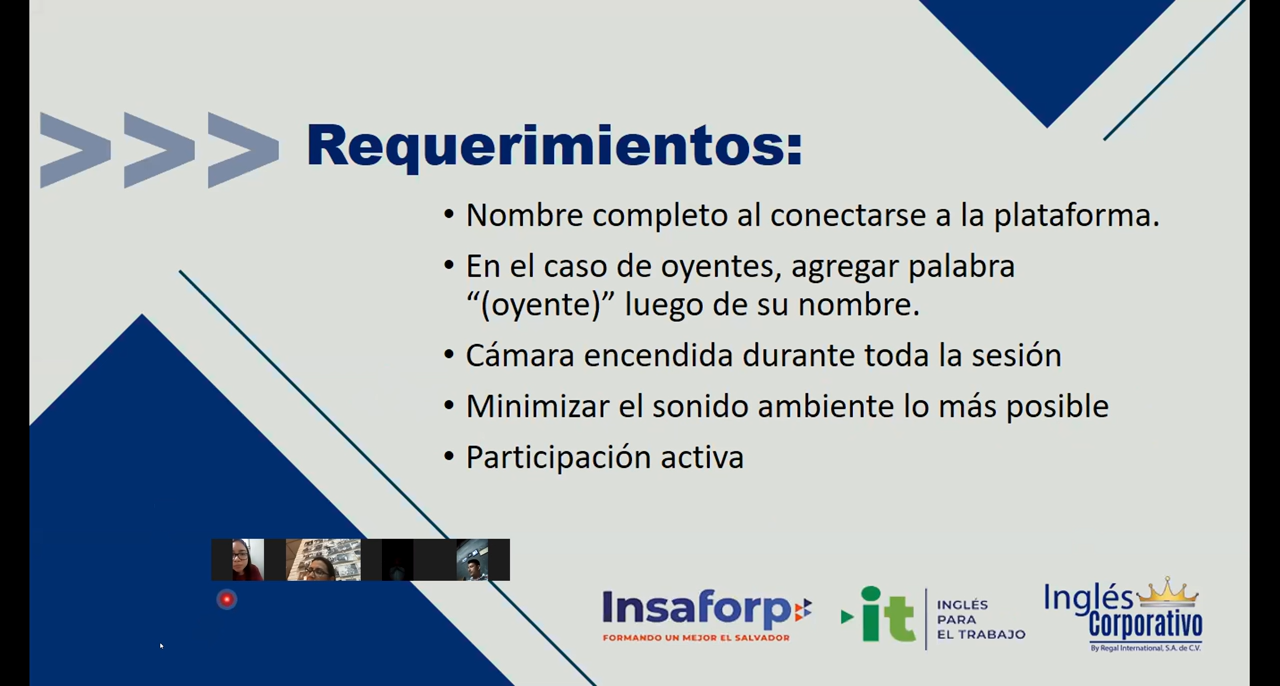 >>> Requerimientos:
• Nombre completo al conectarse a la plataforma.
• En el caso de oyentes, agregar palabra
“(oyente)” luego de su nombre.
• Cámara encendida durante toda la sesión
• Minimizar el sonido ambiente lo más posible
• Participación activa
Insaforp
FORMANDO UN MEJOR EL SALVADOR
it
INGLÉS
PARA
EL TRABAJO
Inglés
Corporativo
By Regal International, S.A. de C.V.